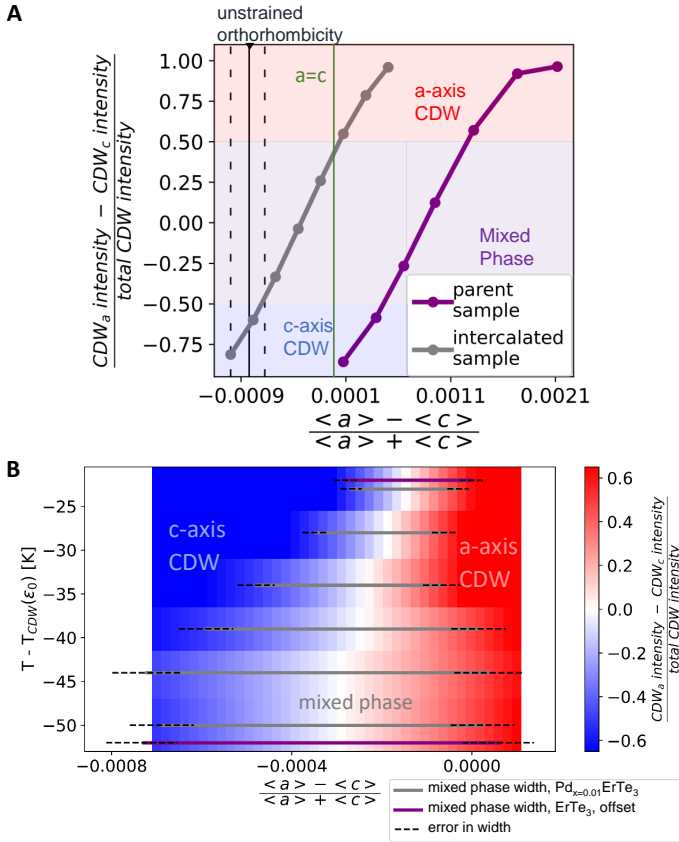 A
unstrained
orthorhombicity
1.00
0.75
0.50
0.25
0.00
−0.25
−0.50
−0.75
CDWa intensity − CDWc intensity
total CDW intensity
a=c
a-axis
CDW
Mixed
Phase
c-axis
CDW
parent
sample
intercalated
sample
−0.0009
0.0001
0.0011
0.0021
< a > − < c >
< a > + < c >
B
−25
−30
−35
−40
−45
−50
T - TCDW(ε0) [K]
c-axis
CDW
a-axis
CDW
mixed phase
0.6
0.4
0.2
0.0
−0.2
−0.4
−0.6
CDWa intensity − CDWc intensity
total CDW intensity
−0.0008
−0.0004
0.0000
< a > − < c >
< a > + < c >
mixed phase width, Pdx=0.01ErTe3
mixed phase width, ErTe3, offset
error in width